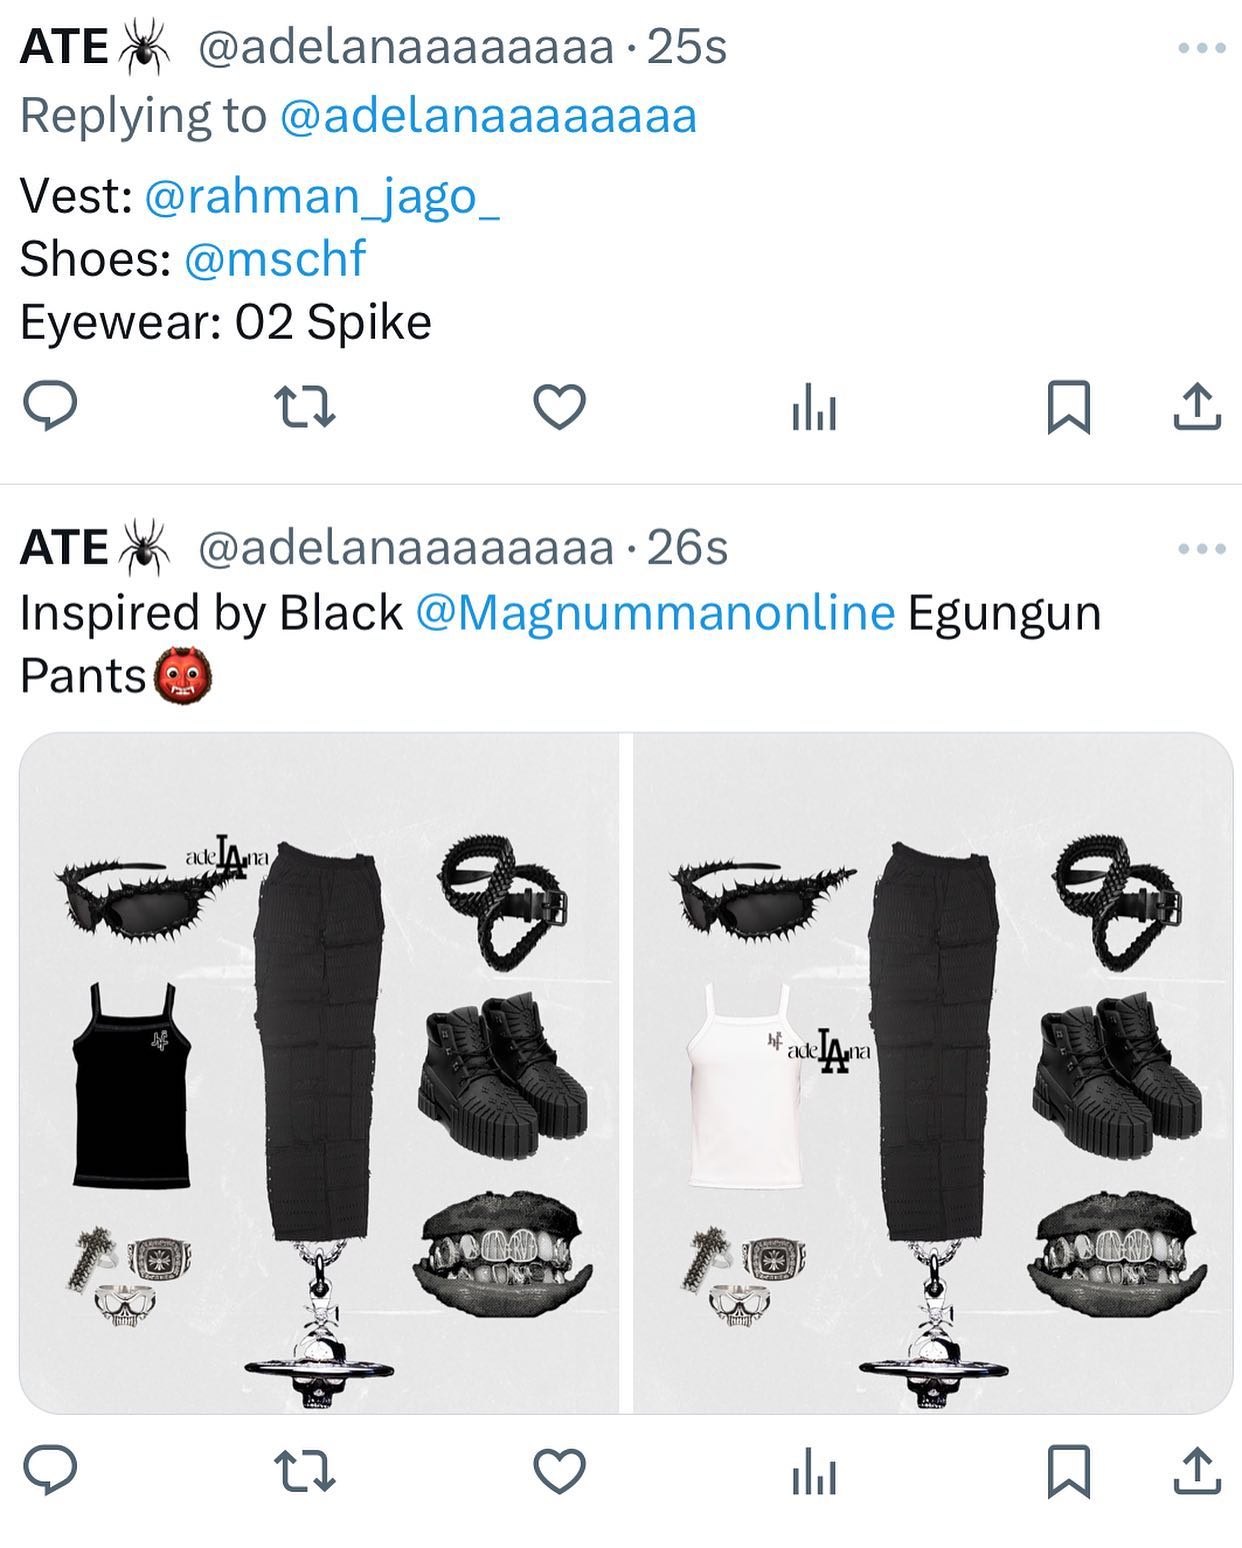 ATE🕷️ @adelanaaaaaaaa · 25s
Replying to @adelanaaaaaaaa
Vest: @rahman_jago_
Shoes: @mschf
Eyewear: 02 Spike
ATE🕷️ @adelanaaaaaaaa · 26s
Inspired by Black @Magnummanonline Egungun
Pants👹
adeLAna
adeLAna